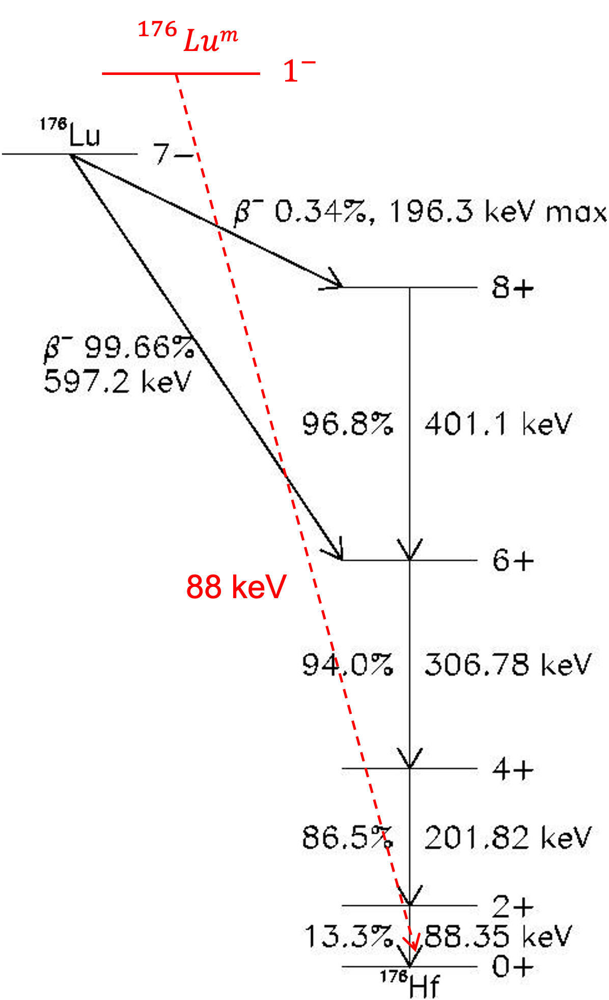 ¹⁷⁶Luᵐ
1⁻
¹⁷⁶Lu
7−
β⁻ 0.34%, 196.3 keV max
8+
β⁻ 99.66%
597.2 keV
96.8% 401.1 keV
6+
88 keV
94.0% 306.78 keV
4+
86.5% 201.82 keV
2+
13.3% 88.35 keV
0+
¹⁷⁶Hf